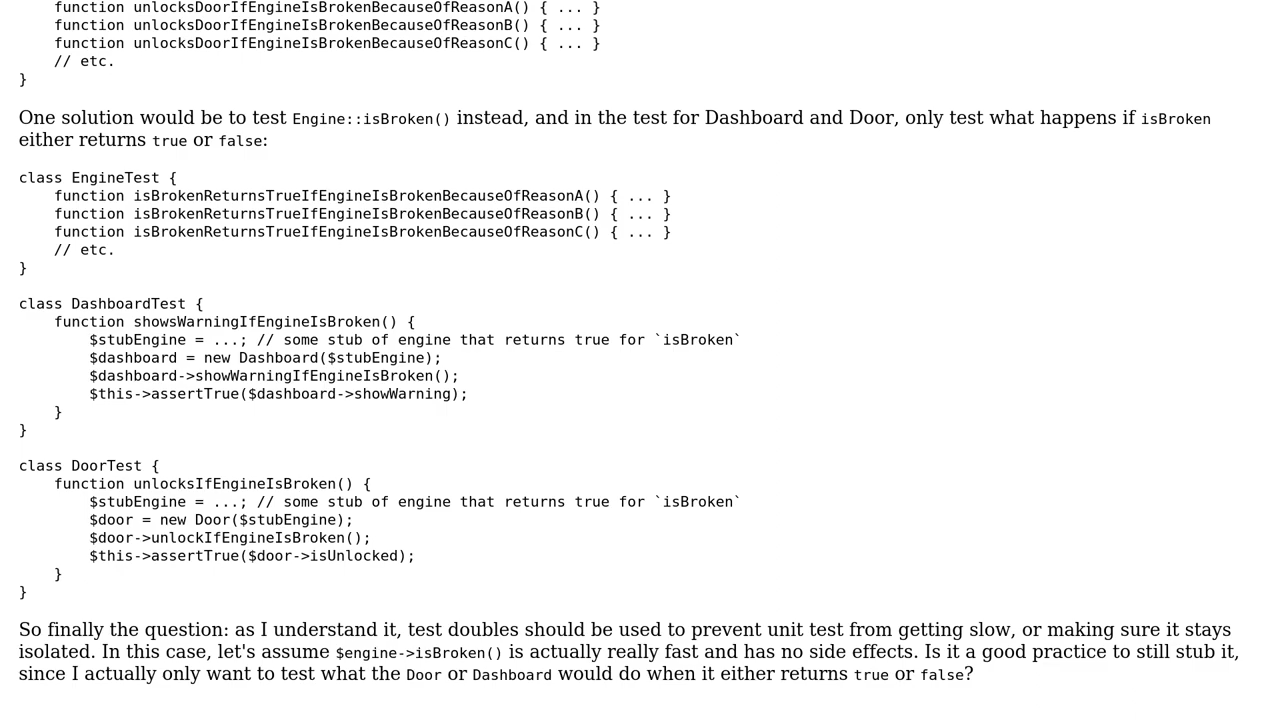 function unlocksDoorIfEngineIsBrokenBecauseOfReasonA() { ... }
    function unlocksDoorIfEngineIsBrokenBecauseOfReasonB() { ... }
    function unlocksDoorIfEngineIsBrokenBecauseOfReasonC() { ... }
    // etc.
}
One solution would be to test Engine::isBroken() instead, and in the test for Dashboard and Door, only test what happens if isBroken
either returns true or false:
class EngineTest {
    function isBrokenReturnsTrueIfEngineIsBrokenBecauseOfReasonA() { ... }
    function isBrokenReturnsTrueIfEngineIsBrokenBecauseOfReasonB() { ... }
    function isBrokenReturnsTrueIfEngineIsBrokenBecauseOfReasonC() { ... }
    // etc.
}
class DashboardTest {
    function showsWarningIfEngineIsBroken() {
        $stubEngine = ...; // some stub of engine that returns true for `isBroken`
        $dashboard = new Dashboard($stubEngine);
        $dashboard->showWarningIfEngineIsBroken();
        $this->assertTrue($dashboard->showWarning);
    }
}
class DoorTest {
    function unlocksIfEngineIsBroken() {
        $stubEngine = ...; // some stub of engine that returns true for `isBroken`
        $door = new Door($stubEngine);
        $door->unlockIfEngineIsBroken();
        $this->assertTrue($door->isUnlocked);
    }
}
So finally the question: as I understand it, test doubles should be used to prevent unit test from getting slow, or making sure it stays
isolated. In this case, let's assume $engine->isBroken() is actually really fast and has no side effects. Is it a good practice to still stub it,
since I actually only want to test what the Door or Dashboard would do when it either returns true or false?